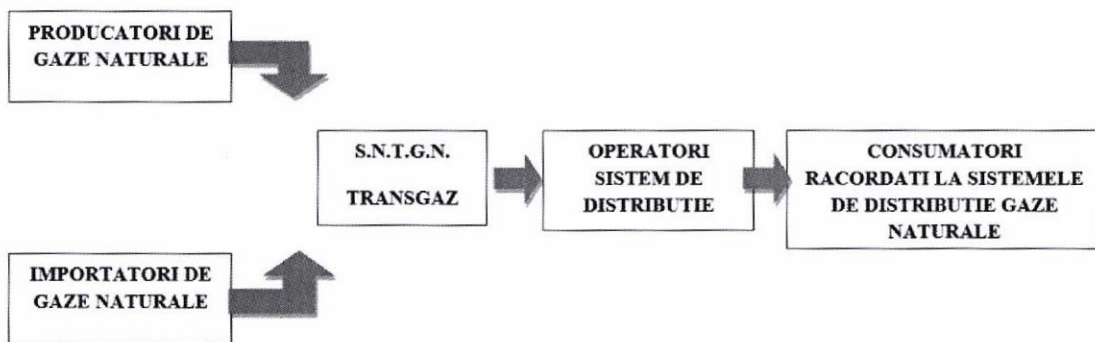 PRODUCATORI DE
GAZE NATURALE
S.N.T.G.N.
TRANSGAZ
OPERATORI
SISTEM DE
DISTRIBUTIE
CONSUMATORI
RACORDATI LA SISTEMELE
DE DISTRIBUTIE GAZE
NATURALE
IMPORTATORI DE
GAZE NATURALE